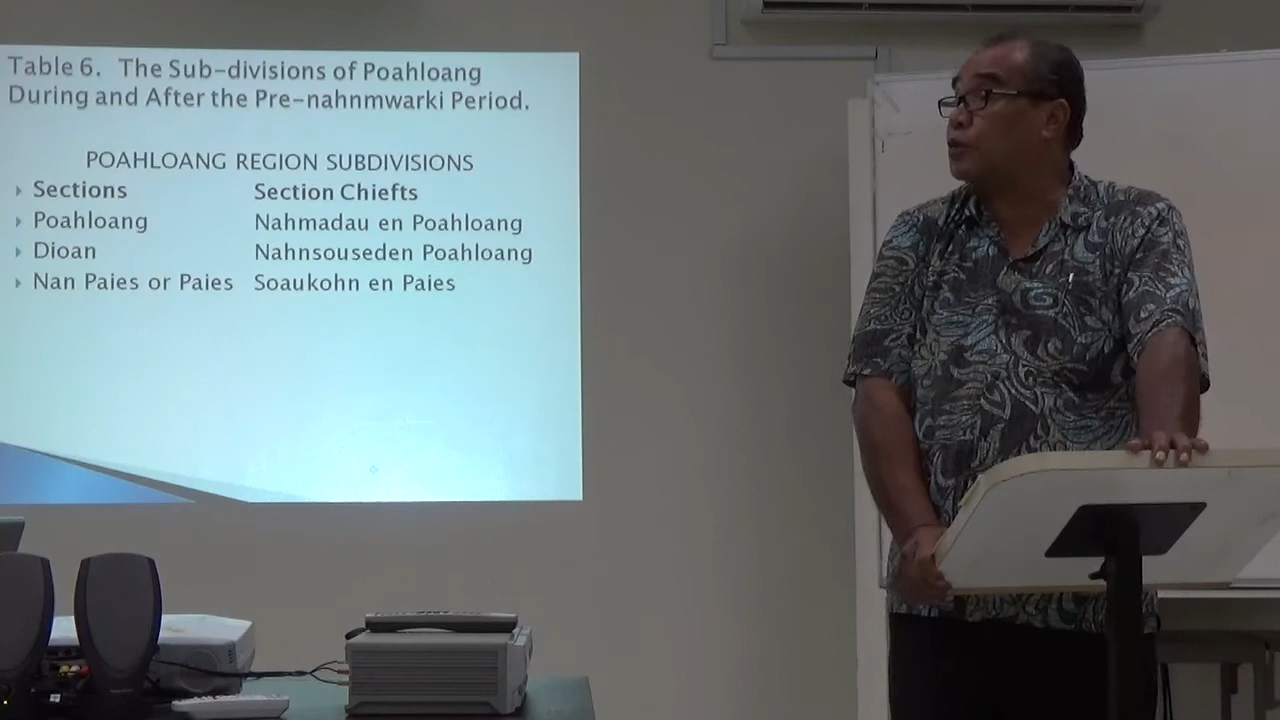 Table 6. The Sub-divisions of Poahloang
During and After the Pre-nahnmwarki Period.
POAHLOANG REGION SUBDIVISIONS
Sections Section Chiefts
Poahloang Nahmadau en Poahloang
Dioan Nahnsouseden Poahloang
Nan Paies or Paies Soaukohn en Paies